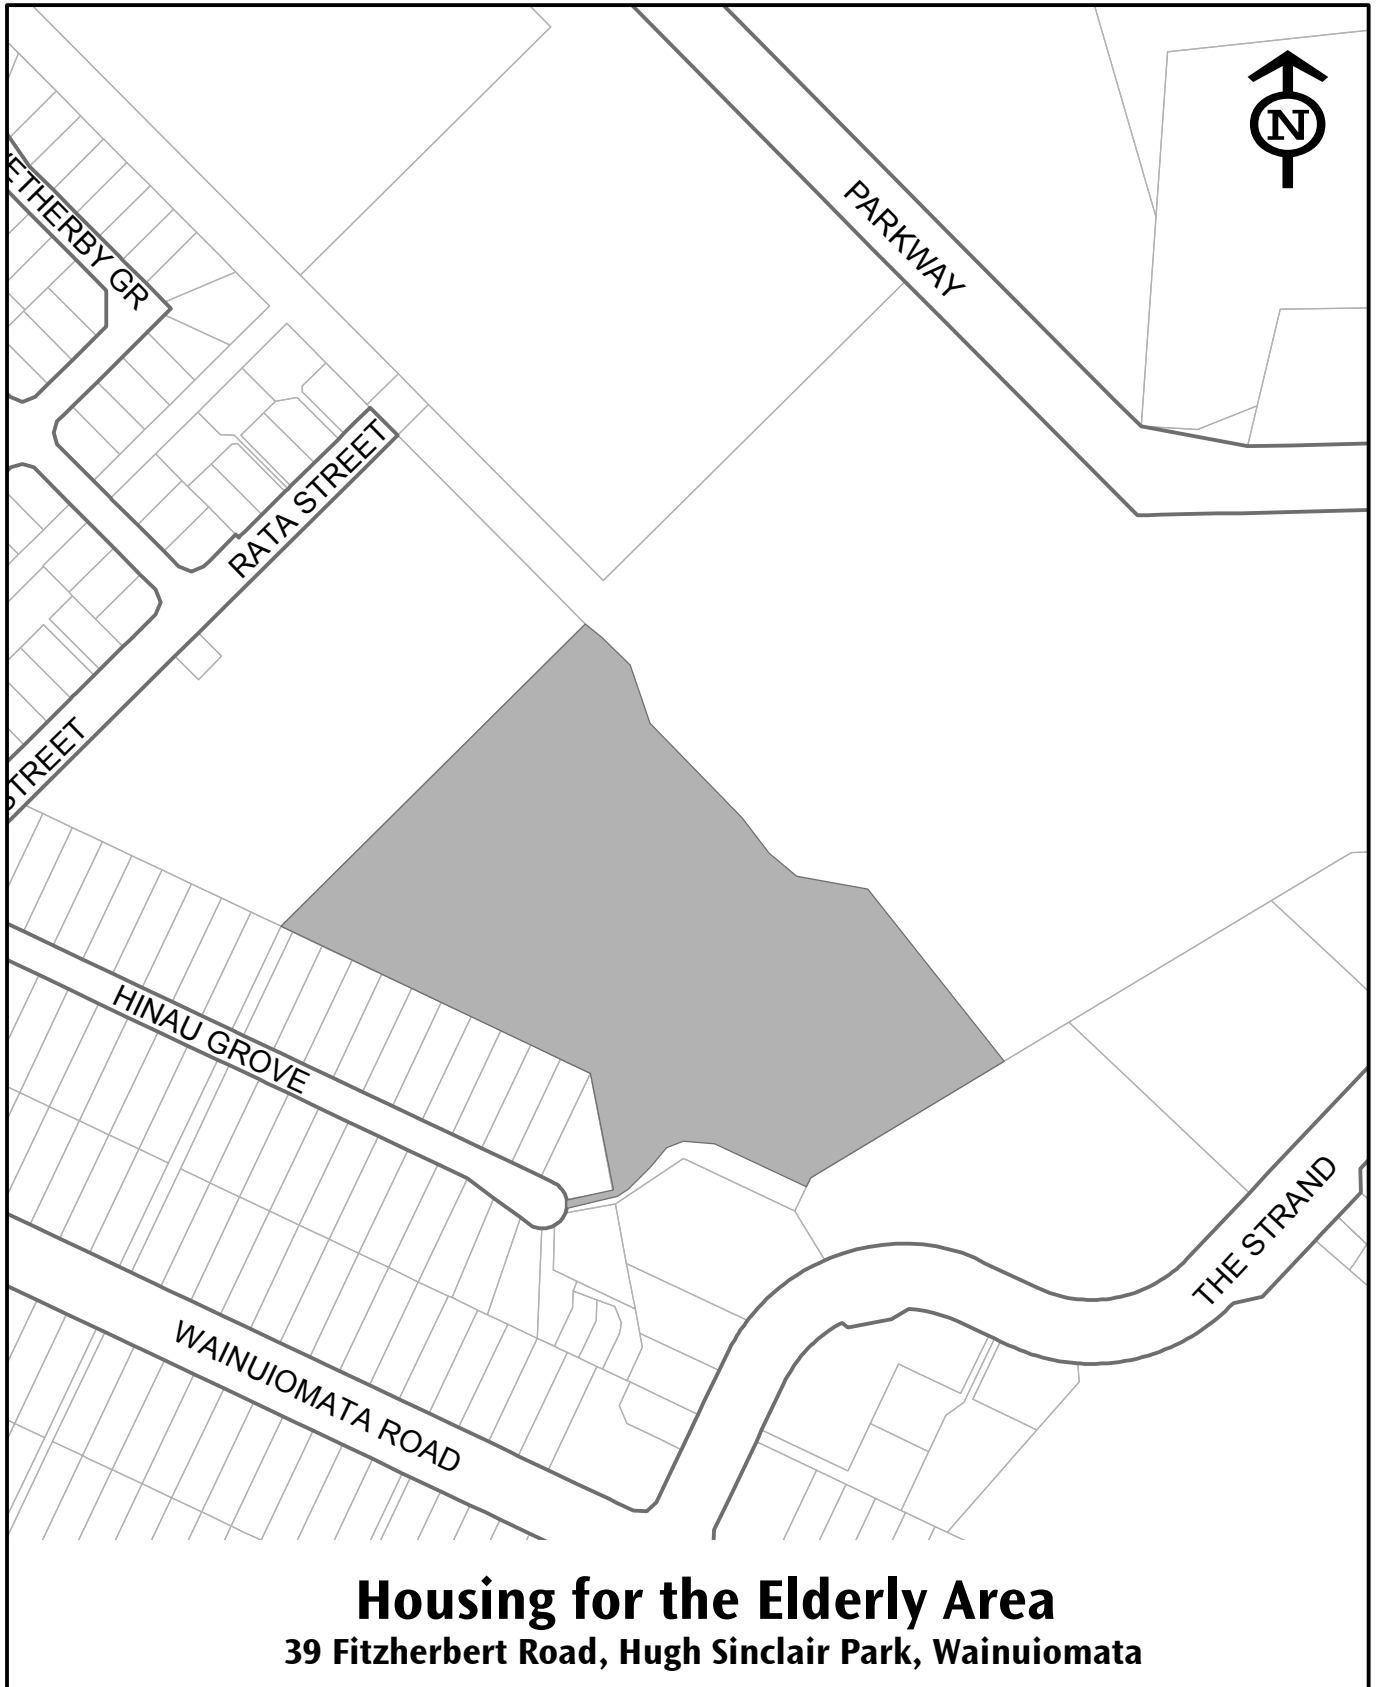 N
PARKWAY
ETHERBY GR
RATA STREET
STREET
HINAU GROVE
THE STRAND
WAINUIOMATA ROAD
Housing for the Elderly Area
39 Fitzherbert Road, Hugh Sinclair Park, Wainuiomata